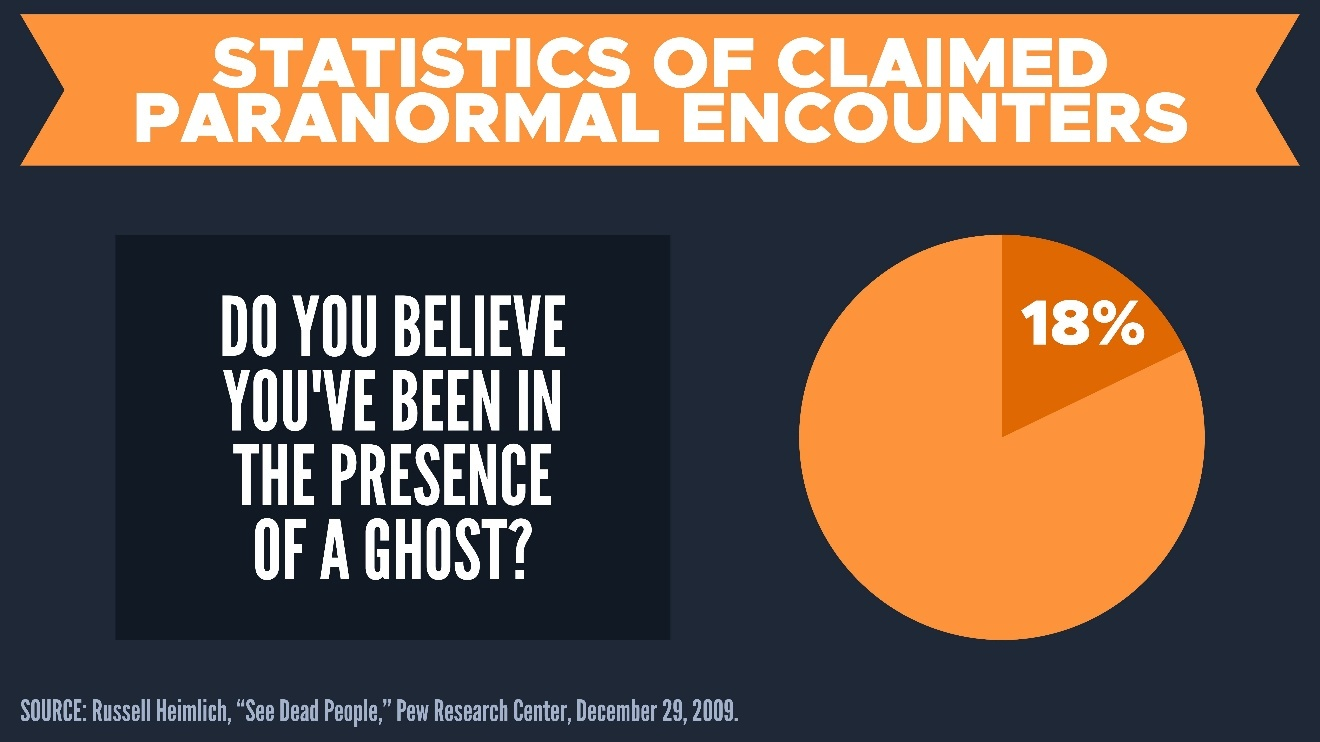 STATISTICS OF CLAIMED
PARANORMAL ENCOUNTERS
DO YOU BELIEVE
YOU'VE BEEN IN
THE PRESENCE
OF A GHOST?
18%
SOURCE: Russell Heimlich, “See Dead People,” Pew Research Center, December 29, 2009.